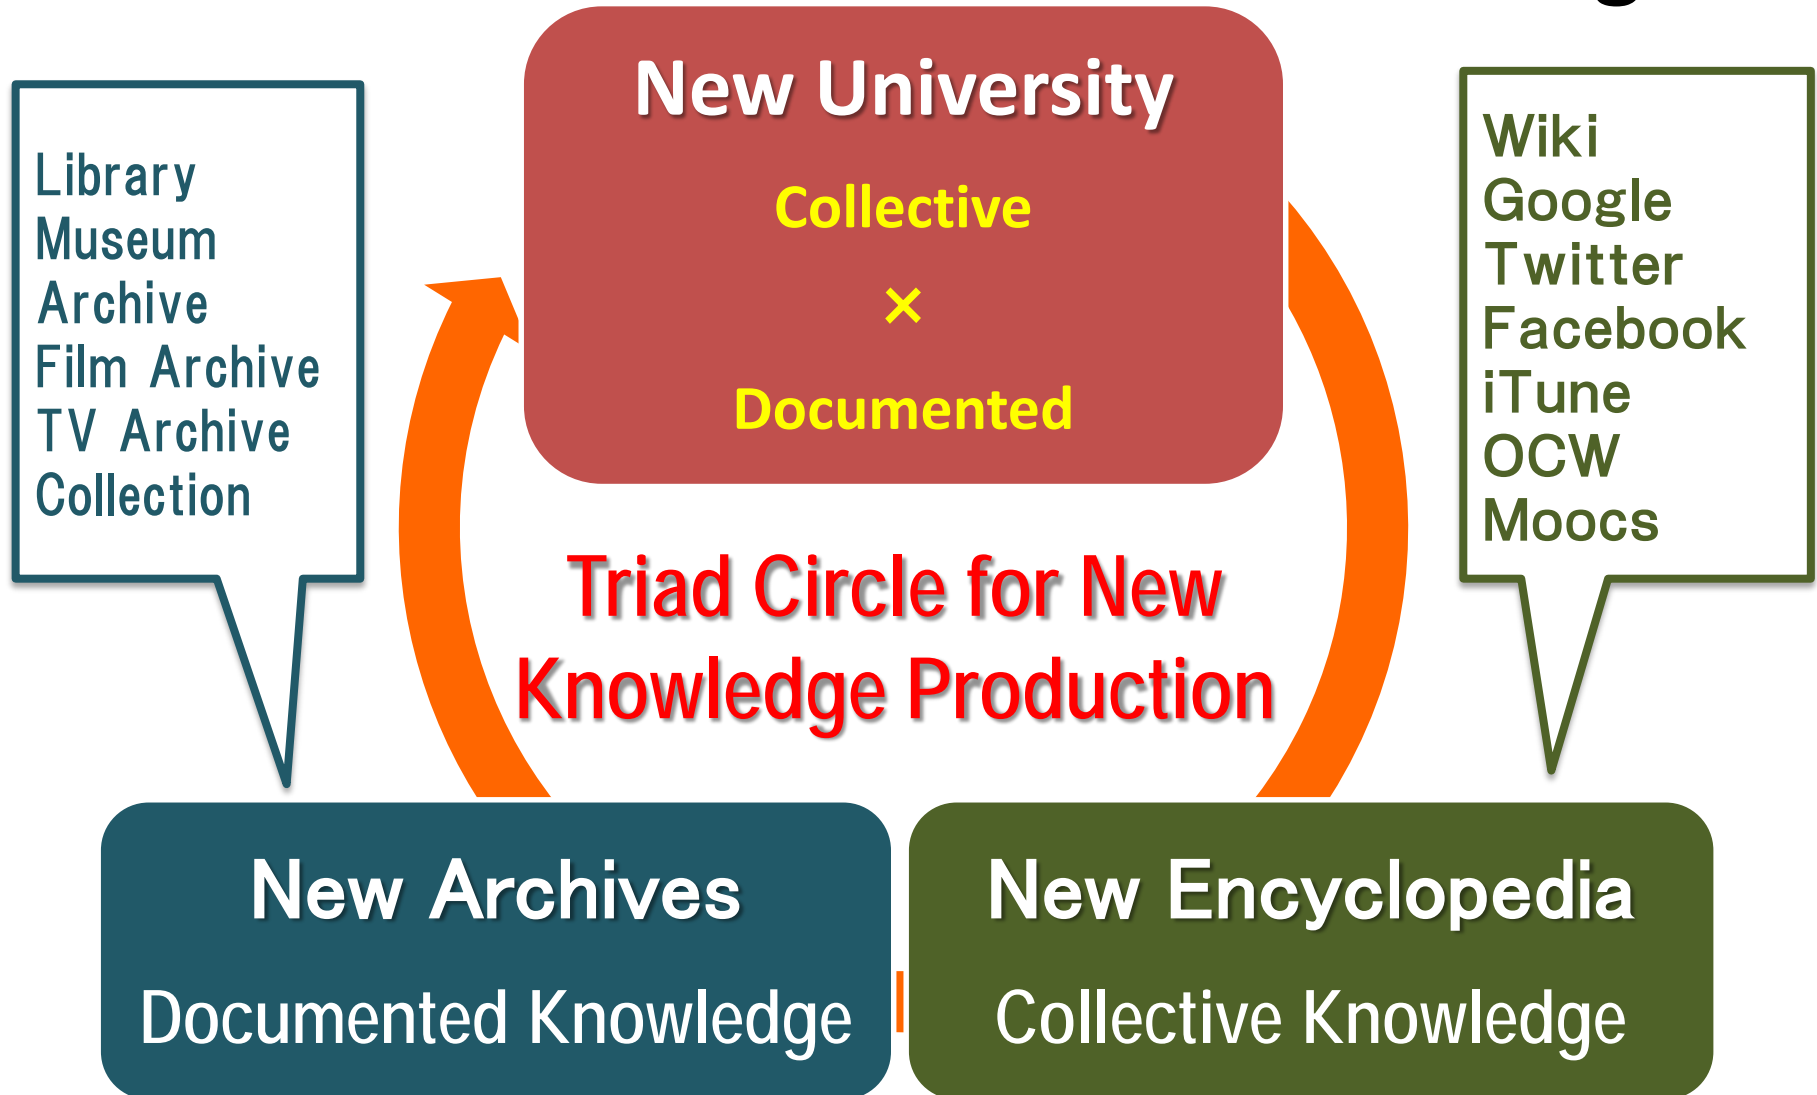 New University
Collective
×
Documented
Library
Museum
Archive
Film Archive
TV Archive
Collection
Wiki
Google
Twitter
Facebook
iTune
OCW
Moocs
Triad Circle for New
Knowledge Production
New Archives
Documented Knowledge
New Encyclopedia
Collective Knowledge